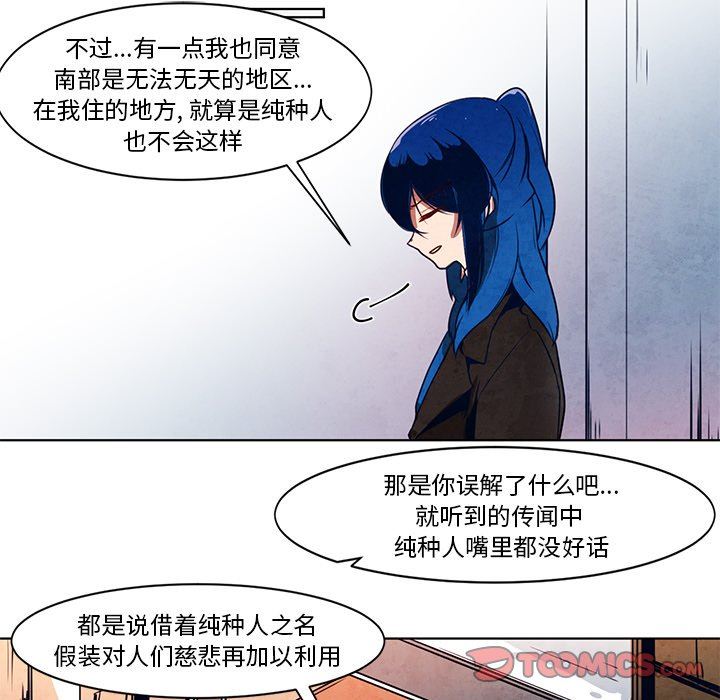 不过...有一点我也同意
南部是无法无天的地区...
在我住的地方, 就算是纯种人
也不会这样
那是你误解了什么吧...
就听到的传闻中
纯种人嘴里都没好话
都是说借着纯种人之名
假装对人们慈悲再加以利用
TOOMICS.COM